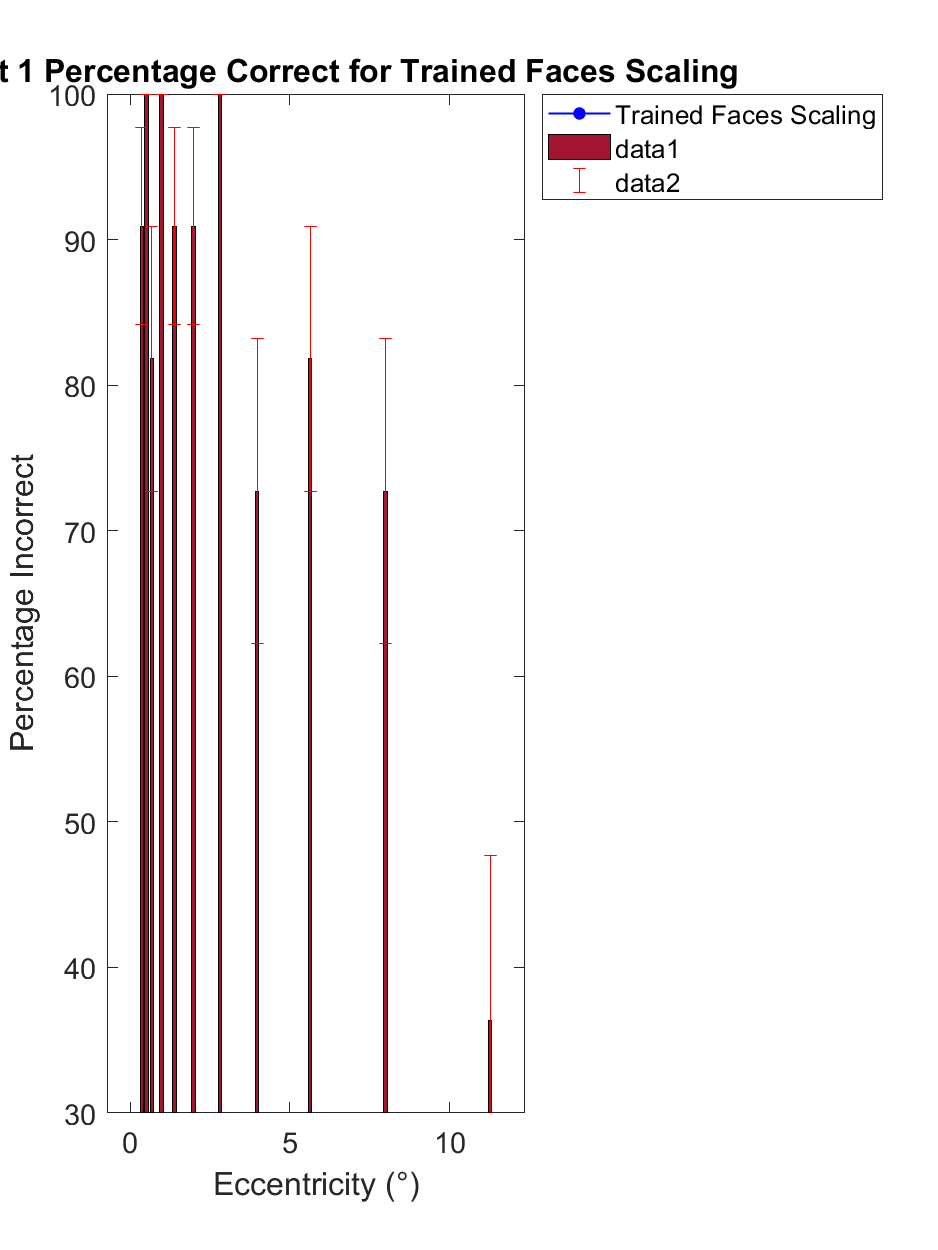 t 1 Percentage Correct for Trained Faces Scaling
Trained Faces Scaling
data1
data2
100
90
80
70
60
50
40
30
Percentage Incorrect
0 5 10
Eccentricity (°)